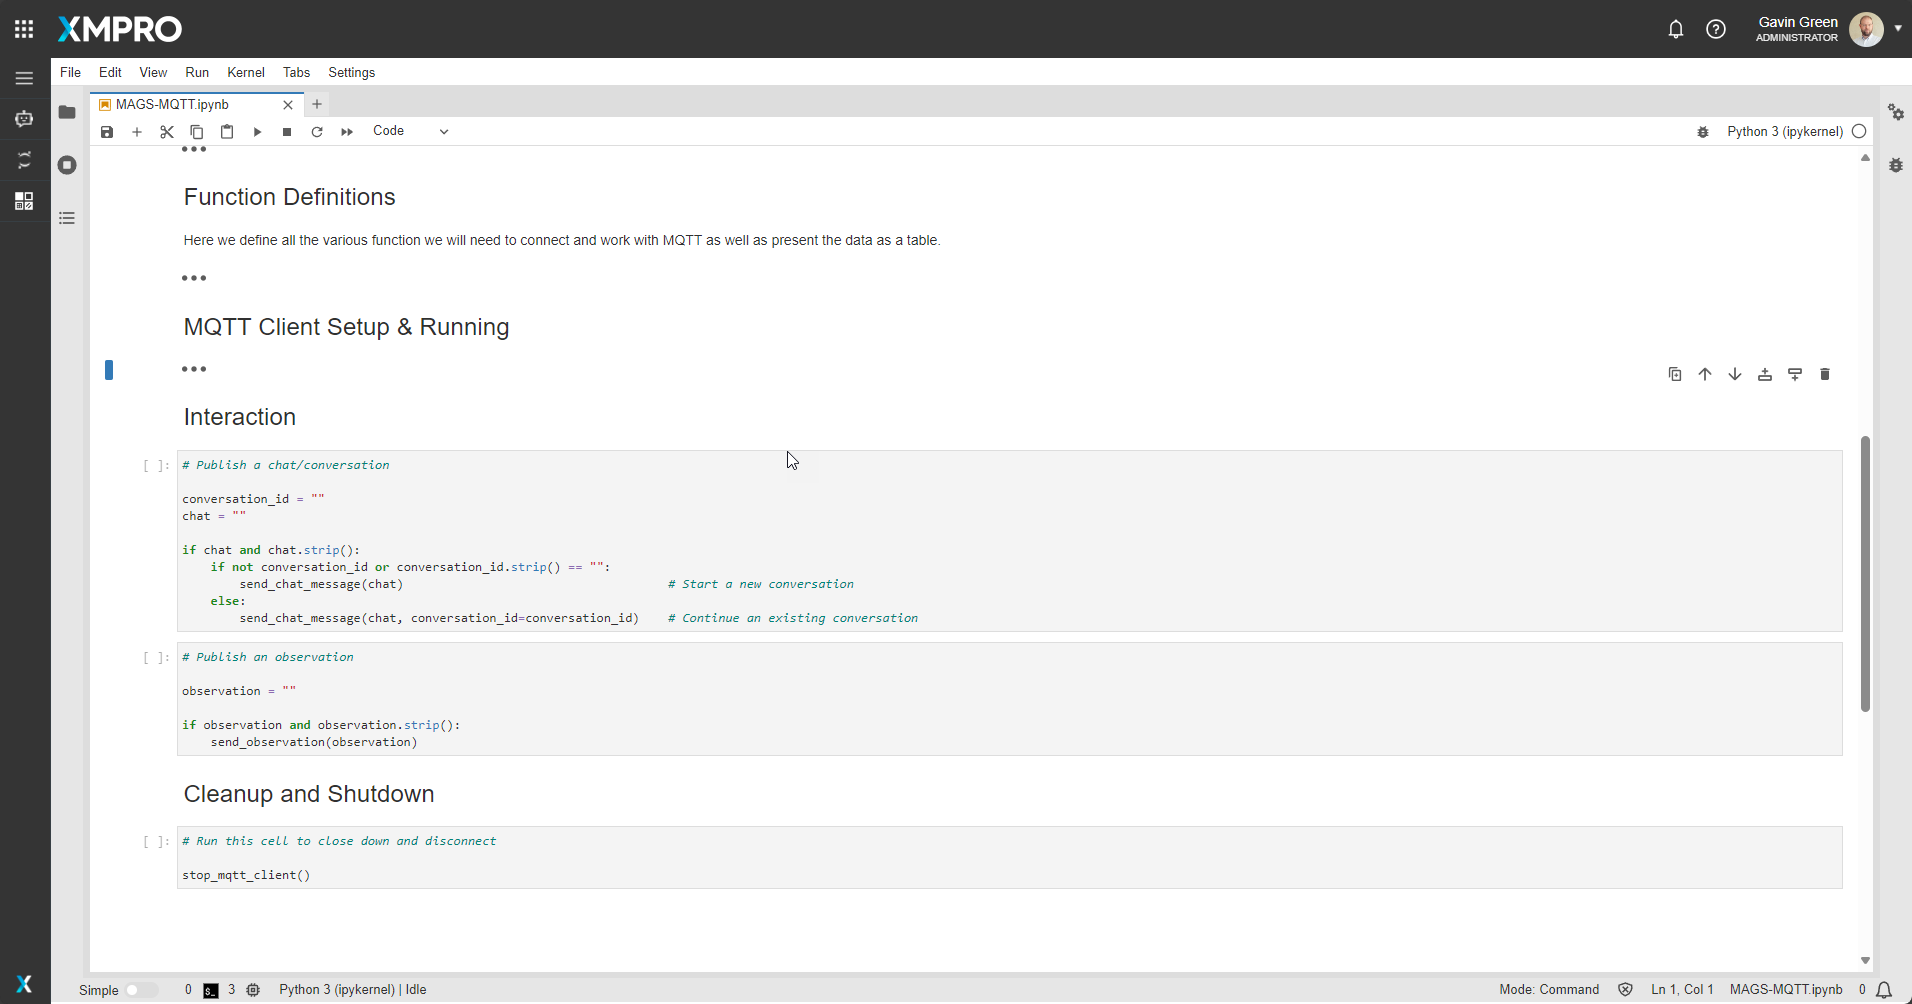 XMPRO
Gavin Green
ADMINISTRATOR
File Edit View Run Kernel Tabs Settings
MAGS-MQTT.ipynb
Code
Python 3 (ipykernel)
Function Definitions
Here we define all the various function we will need to connect and work with MQTT as well as present the data as a table.
MQTT Client Setup & Running
Interaction
[ ]: # Publish a chat/conversation
conversation_id = ""
chat = ""
if chat and chat.strip():
    if not conversation_id or conversation_id.strip() == "":
        send_chat_message(chat) # Start a new conversation
    else:
        send_chat_message(chat, conversation_id=conversation_id) # Continue an existing conversation
[ ]: # Publish an observation
observation = ""
if observation and observation.strip():
    send_observation(observation)
Cleanup and Shutdown
[ ]: # Run this cell to close down and disconnect
stop_mqtt_client()
Simple 0 3 Python 3 (ipykernel) | Idle Mode: Command Ln 1, Col 1 MAGS-MQTT.ipynb 0